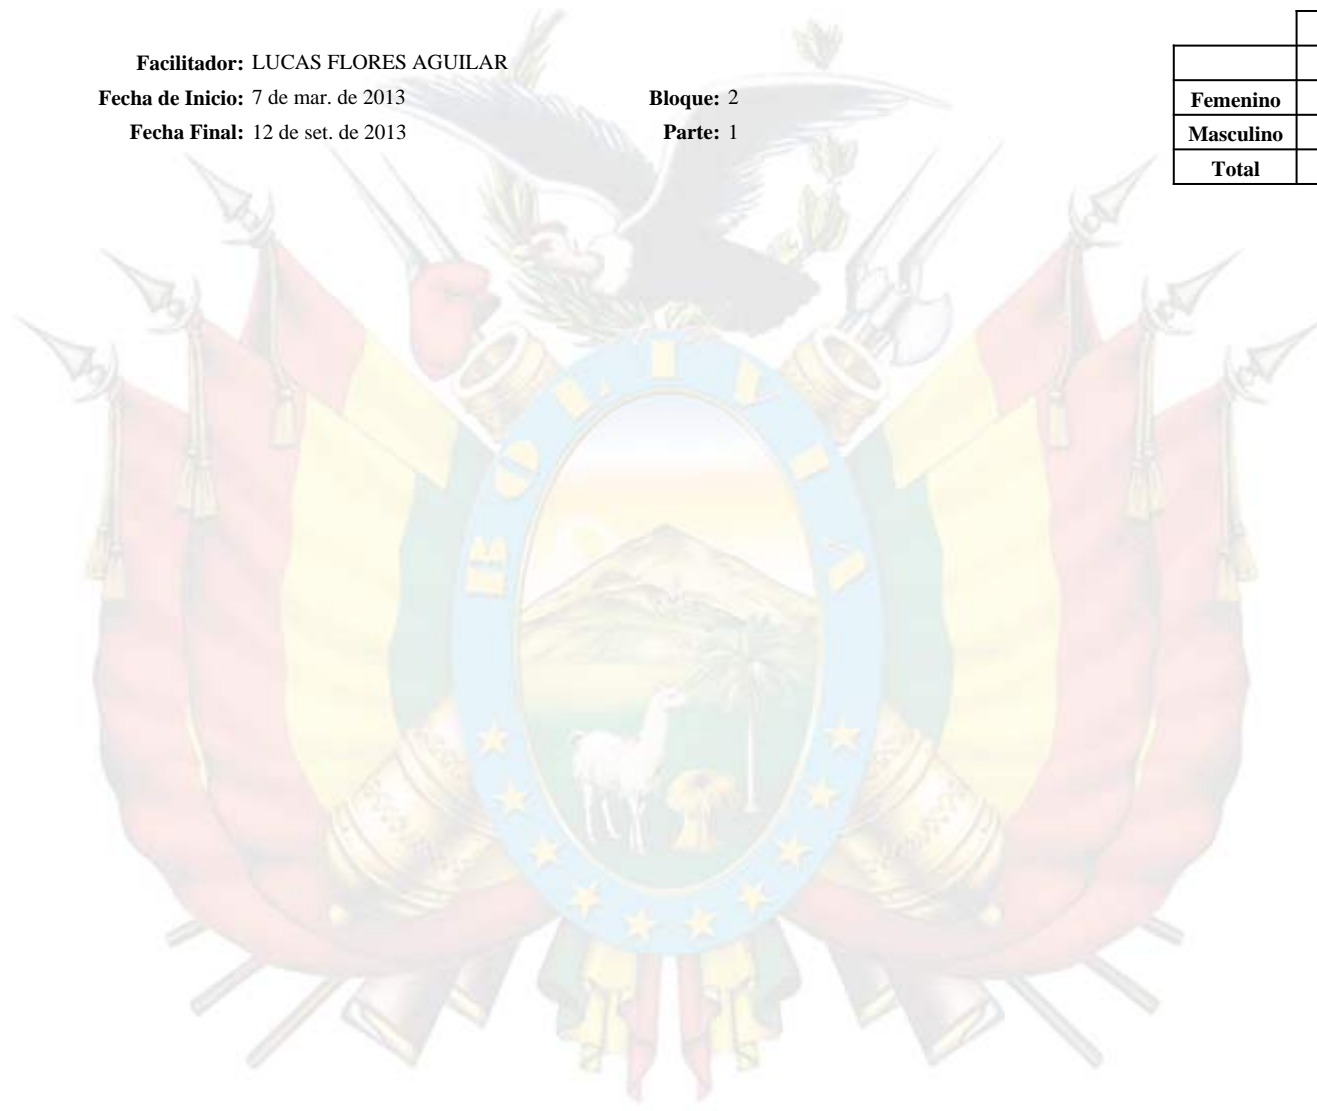 Facilitador: LUCAS FLORES AGUILAR
Fecha de Inicio: 7 de mar. de 2013 Bloque: 2
Fecha Final: 12 de set. de 2013 Parte: 1
Femenino
Masculino
Total
BOLIVIA